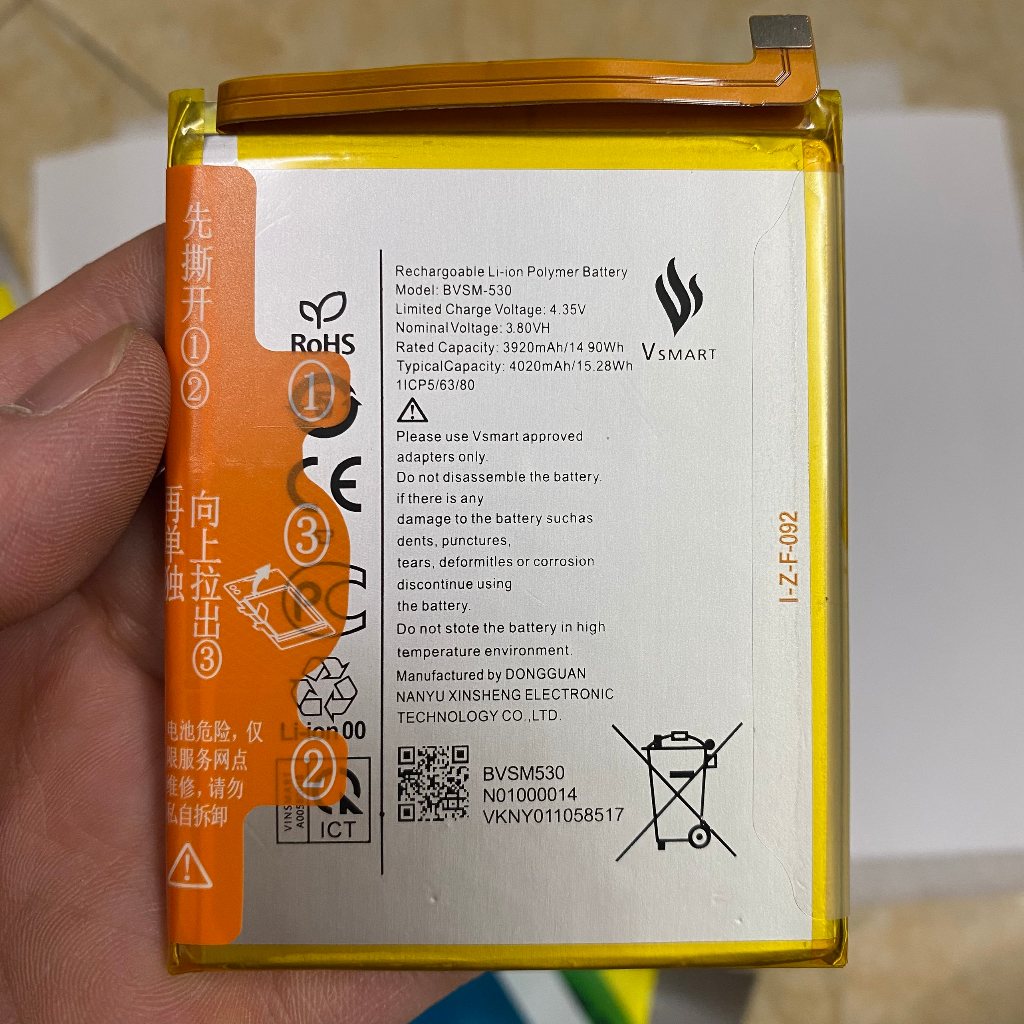 先撕开①②
再单独
向上拉出③
电池危险，仅
限服务网点
维修，请勿
私自拆卸
RoHS
①
CE
③
②
Li-ion 00
ICT
Rechargoable Li-ion Polymer Battery
Model: BVSM-530
Limited Charge Voltage: 4.35V
Nominal Voltage: 3.80VH
Rated Capacity: 3920mAh/14.90Wh
TypicalCapacity: 4020mAh/15.28Wh
1ICP5/63/80
Please use Vsmart approved
adapters only.
Do not disassemble the battery.
if there is any
damage to the battery suchas
dents, punctures,
tears, deformitles or corrosion
discontinue using
the battery.
Do not stote the battery in high
temperature environment.
Manufactured by DONGGUAN
NANYU XINSHENG ELECTRONIC
TECHNOLOGY CO.,LTD.
BVSM530
N01000014
VKNY011058517
VSMART
I-Z-F-092